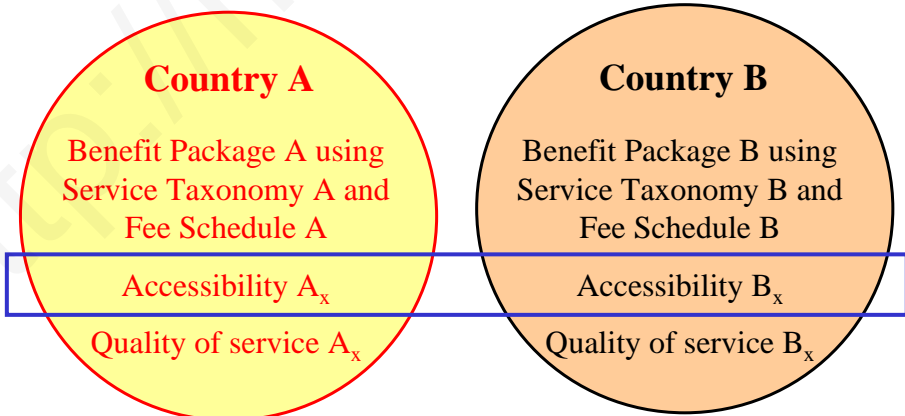 Country A
Benefit Package A using
Service Taxonomy A and
Fee Schedule A
Accessibility Aₓ
Quality of service Aₓ
Country B
Benefit Package B using
Service Taxonomy B and
Fee Schedule B
Accessibility Bₓ
Quality of service Bₓ